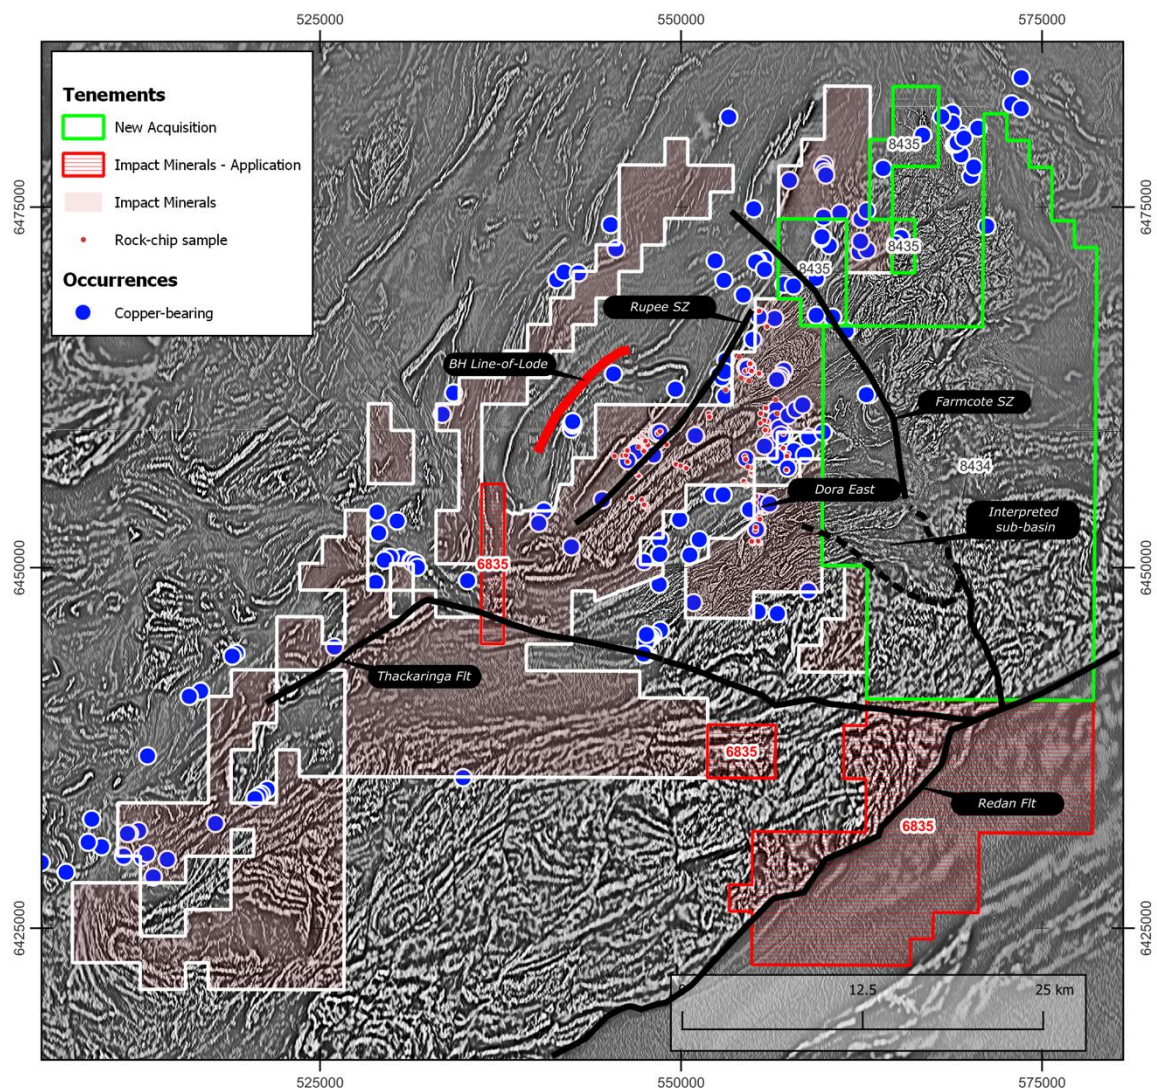 525000
550000
575000
Tenements
New Acquisition
Impact Minerals - Application
Impact Minerals
Rock-chip sample
Occurrences
Copper-bearing
8435
6475000
6475000
8435
8435
Rupee SZ
BH Line-of-Lode
Farmcote SZ
8434
Dora East
Interpreted
sub-basin
6450000
6835
6450000
Thackaringa Flt
6835
Redan Flt
6835
6425000
6425000
0
12.5
25 km
525000
550000
575000